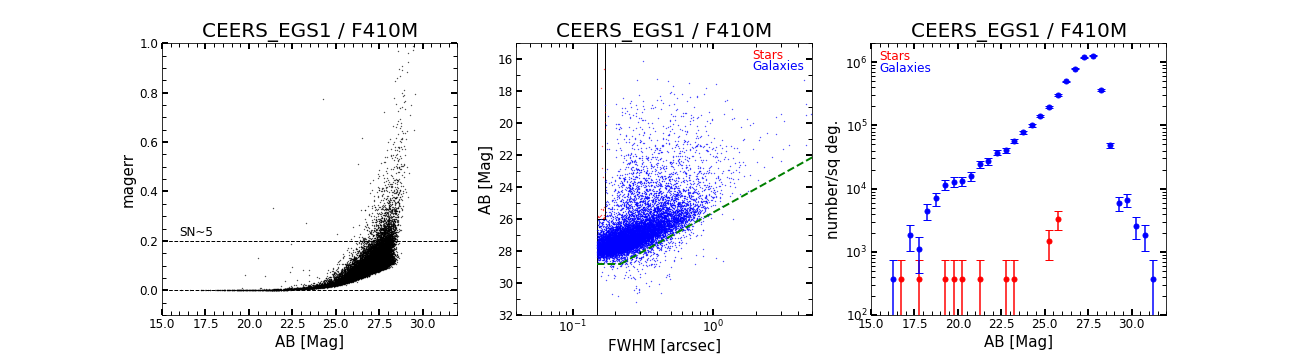 CEERS_EGS1 / F410M
1.0
0.8
0.6
0.4
0.2
0.0
magerr
SN~5
15.0 17.5 20.0 22.5 25.0 27.5 30.0
AB [Mag]
CEERS_EGS1 / F410M
Stars
Galaxies
16
18
20
22
24
26
28
30
32
AB [Mag]
10⁻¹ 10⁰
FWHM [arcsec]
CEERS_EGS1 / F410M
Stars
Galaxies
10⁶
10⁵
10⁴
10³
10²
number/sq deg.
15.0 17.5 20.0 22.5 25.0 27.5 30.0
AB [Mag]